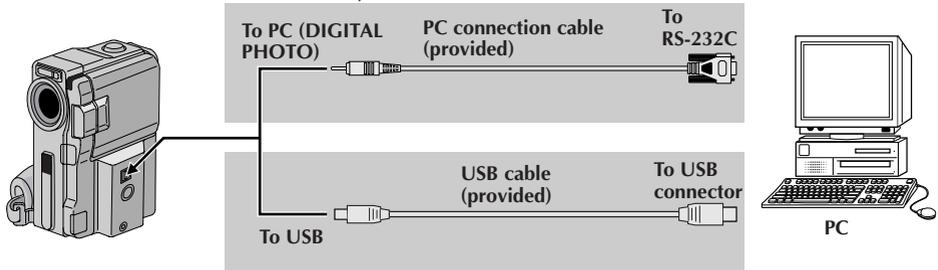 To PC (DIGITAL
PHOTO)
PC connection cable
(provided)
To
RS-232C
USB cable
(provided)
To USB
connector
To USB
PC